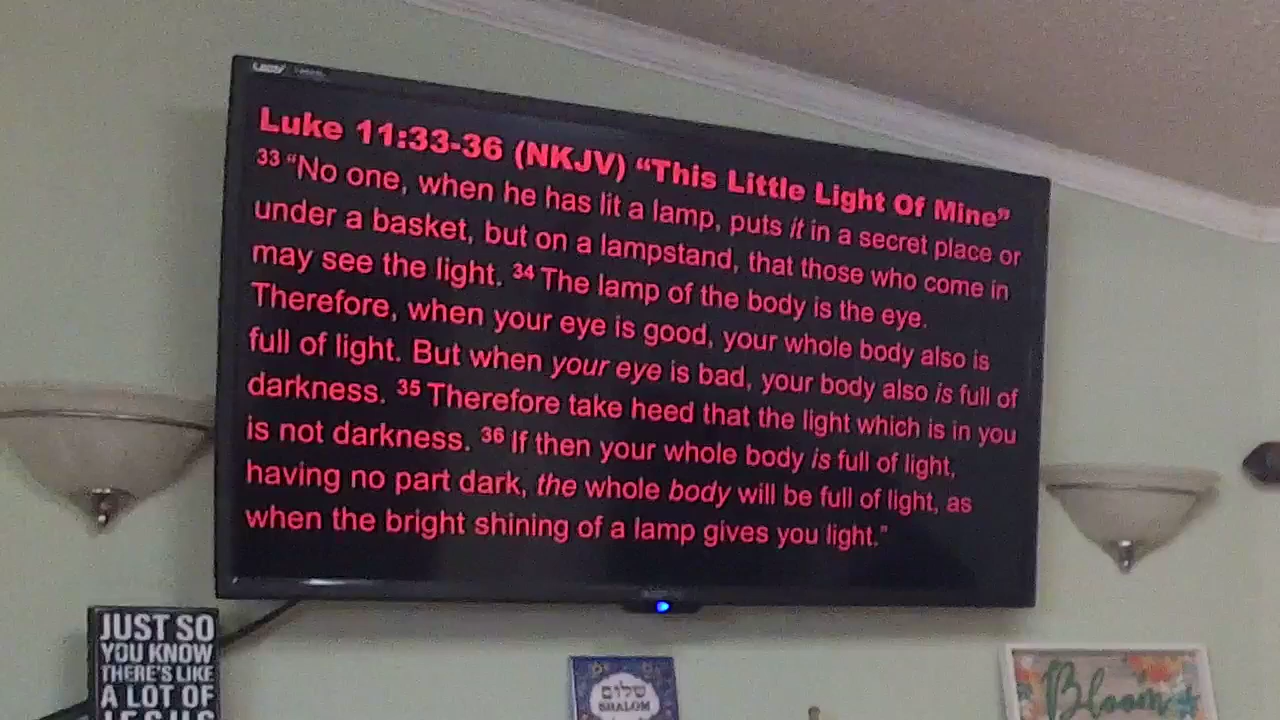 Luke 11:33-36 (NKJV) “This Little Light Of Mine”
33 “No one, when he has lit a lamp, puts it in a secret place or
under a basket, but on a lampstand, that those who come in
may see the light. 34 The lamp of the body is the eye.
Therefore, when your eye is good, your whole body also is
full of light. But when your eye is bad, your body also is full of
darkness. 35 Therefore take heed that the light which is in you
is not darkness. 36 If then your whole body is full of light,
having no part dark, the whole body will be full of light, as
when the bright shining of a lamp gives you light.”
JUST SO
YOU KNOW
THERE'S LIKE
A LOT OF
JESUS
שלום
SHALOM
Bloom